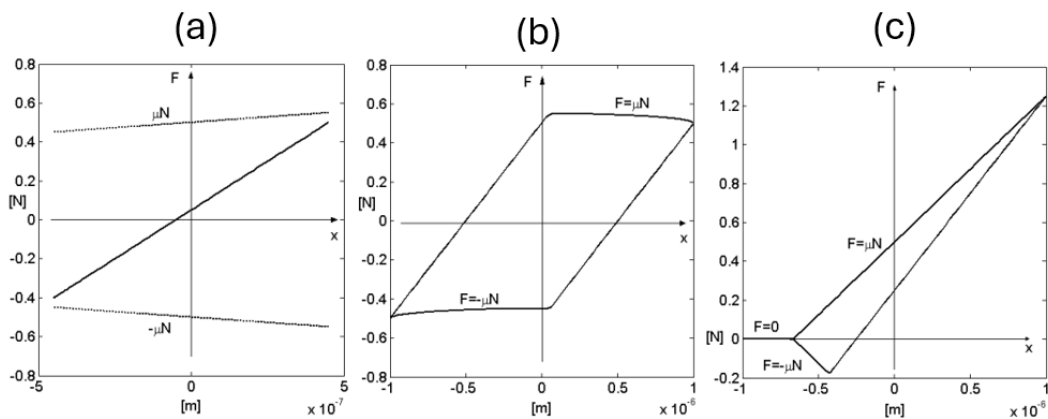 (a)
0.8
0.6
0.4
0.2
[N]
0
-0.2
-0.4
-0.6
-0.8
F
μN
x
-μN
-5
0
5
[m]
x 10⁻⁷
(b)
0.8
0.6
0.4
0.2
[N]
0
-0.2
-0.4
-0.6
-0.8
F
F=μN
x
F=-μN
-1
-0.5
0
0.5
1
[m]
x 10⁻⁶
(c)
1.4
1.2
1
0.8
0.6
0.4
0.2
[N]
0
-0.2
F
F=μN
F=0
x
F=-μN
-1
-0.5
0
0.5
1
[m]
x 10⁻⁶